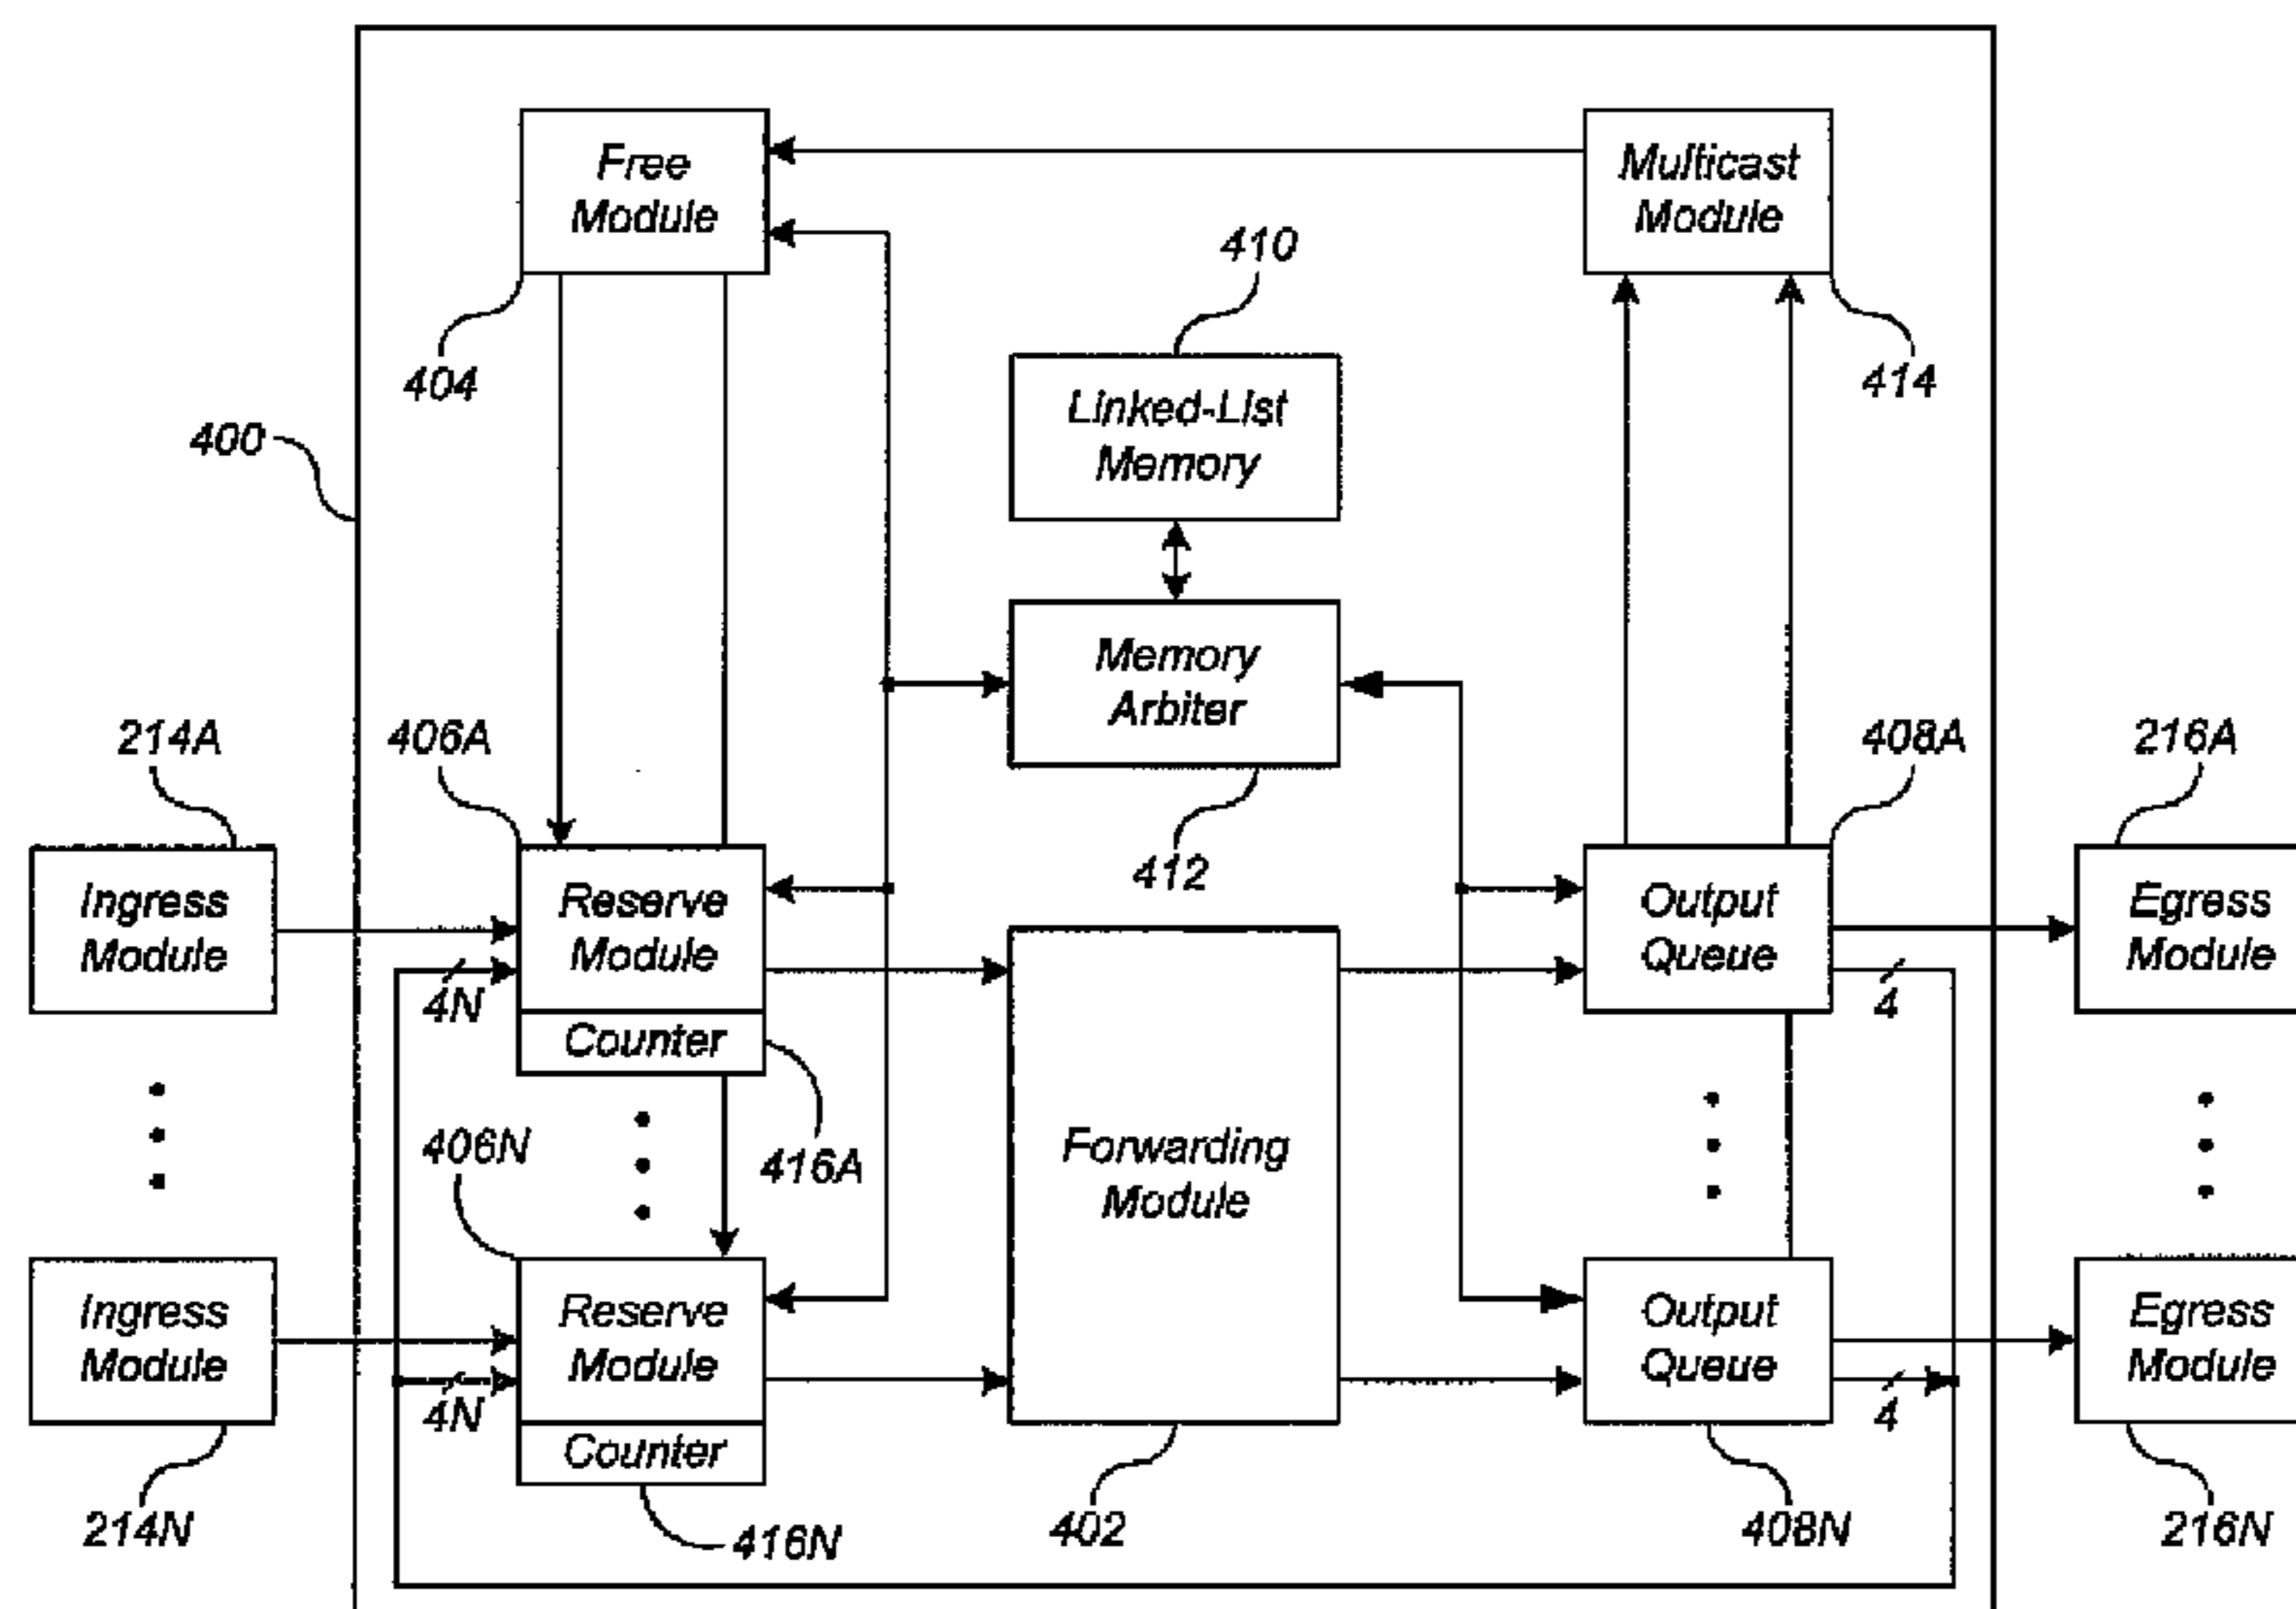 Free
Module
Multicast
Module
410
404
414
Linked-List
Memory
400
Memory
Arbiter
214A
406A
408A
216A
412
Ingress
Module
Reserve
Module
Output
Queue
Egress
Module
4N
4
Counter
406N
416A
Forwarding
Module
Ingress
Module
Reserve
Module
Output
Queue
Egress
Module
4N
4
Counter
214N
416N
402
408N
216N